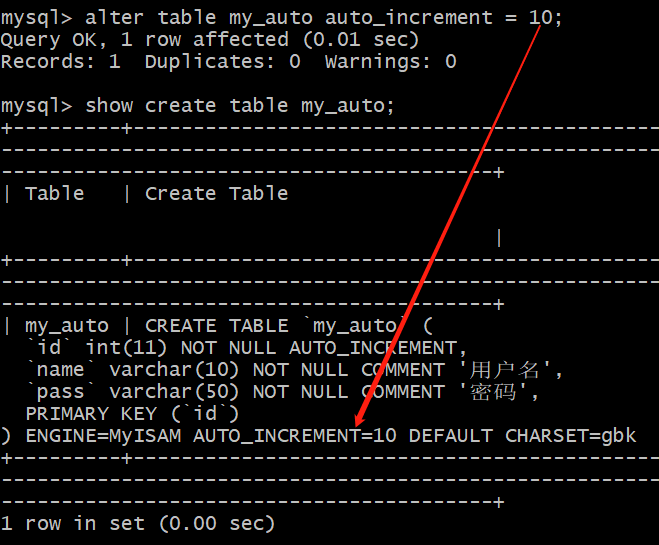 mysql> alter table my_auto auto_increment = 10;
Query OK, 1 row affected (0.01 sec)
Records: 1  Duplicates: 0  Warnings: 0
mysql> show create table my_auto;
+---------+-------------------------------------------
------------------------------------------------------
-----------------------------------------+
| Table   | Create Table
|
+---------+-------------------------------------------
------------------------------------------------------
-----------------------------------------+
| my_auto | CREATE TABLE `my_auto` (
  `id` int(11) NOT NULL AUTO_INCREMENT,
  `name` varchar(10) NOT NULL COMMENT '用户名',
  `pass` varchar(50) NOT NULL COMMENT '密码',
  PRIMARY KEY (`id`)
) ENGINE=MyISAM AUTO_INCREMENT=10 DEFAULT CHARSET=gbk
+---------+-------------------------------------------
------------------------------------------------------
-----------------------------------------+
1 row in set (0.00 sec)